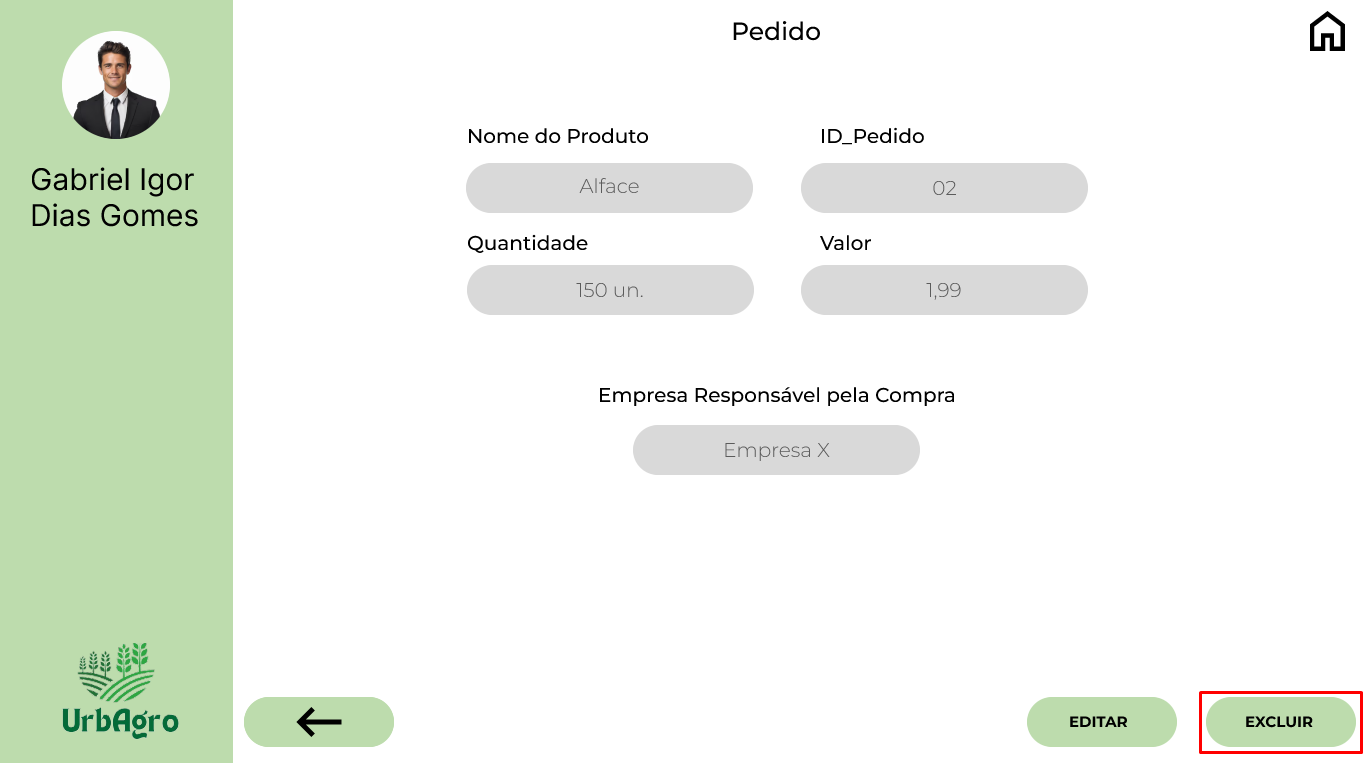 Pedido
Gabriel Igor
Dias Gomes
Nome do Produto
ID_Pedido
Alface
02
Quantidade
Valor
150 un.
1,99
Empresa Responsável pela Compra
Empresa X
UrbAgro
EDITAR
EXCLUIR